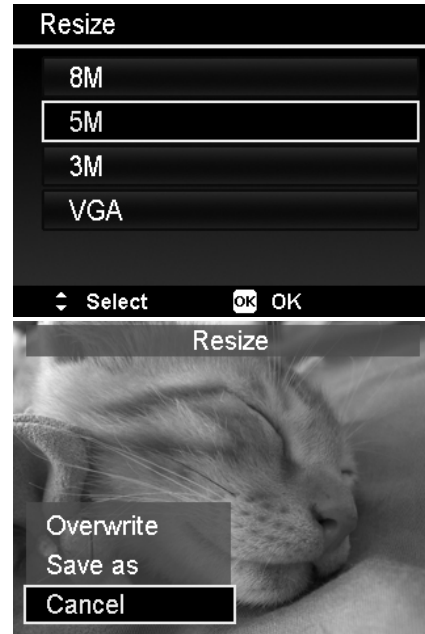 Resize
8M
5M
3M
VGA
Select OK OK
Resize
Overwrite
Save as
Cancel